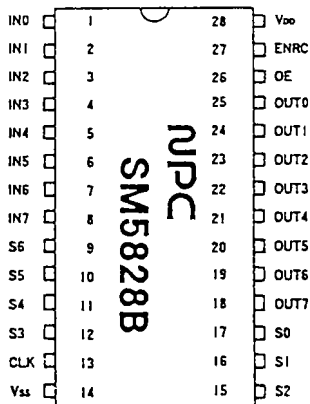 IN0 1 28 VDD
IN1 2 27 ENRC
IN2 3 26 OE
IN3 4 25 OUT0
IN4 5 24 OUT1
IN5 6 23 OUT2
IN6 7 22 OUT3
IN7 8 21 OUT4
S6 9 20 OUT5
S5 10 19 OUT6
S4 11 18 OUT7
S3 12 17 S0
CLK 13 16 S1
VSS 14 15 S2
NPC
SM5828B